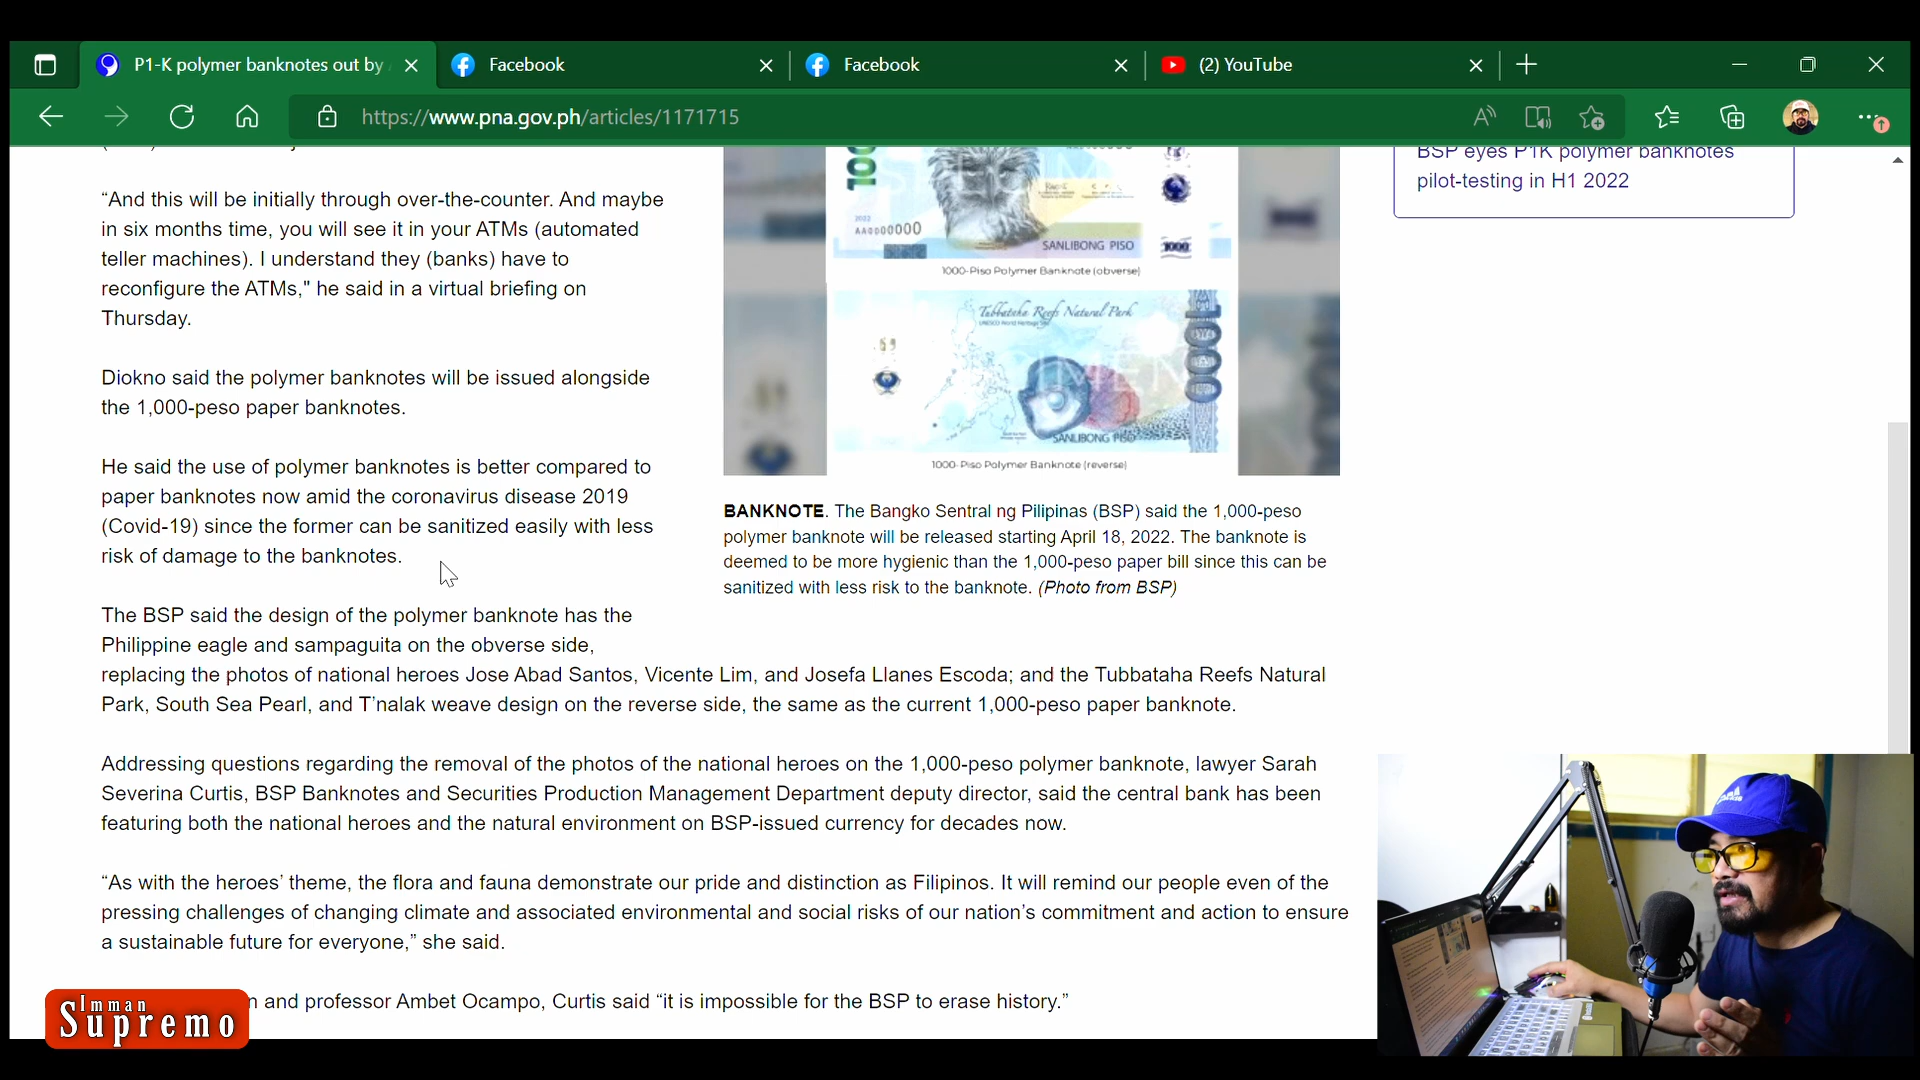 P1-K polymer banknotes out by
Facebook
Facebook
(2) YouTube
https://www.pna.gov.ph/articles/1171715
“And this will be initially through over-the-counter. And maybe
in six months time, you will see it in your ATMs (automated
teller machines). I understand they (banks) have to
reconfigure the ATMs," he said in a virtual briefing on
Thursday.
Diokno said the polymer banknotes will be issued alongside
the 1,000-peso paper banknotes.
He said the use of polymer banknotes is better compared to
paper banknotes now amid the coronavirus disease 2019
(Covid-19) since the former can be sanitized easily with less
risk of damage to the banknotes.
The BSP said the design of the polymer banknote has the
Philippine eagle and sampaguita on the obverse side,
replacing the photos of national heroes Jose Abad Santos, Vicente Lim, and Josefa Llanes Escoda; and the Tubbataha Reefs Natural
Park, South Sea Pearl, and T’nalak weave design on the reverse side, the same as the current 1,000-peso paper banknote.
Addressing questions regarding the removal of the photos of the national heroes on the 1,000-peso polymer banknote, lawyer Sarah
Severina Curtis, BSP Banknotes and Securities Production Management Department deputy director, said the central bank has been
featuring both the national heroes and the natural environment on BSP-issued currency for decades now.
“As with the heroes’ theme, the flora and fauna demonstrate our pride and distinction as Filipinos. It will remind our people even of the
pressing challenges of changing climate and associated environmental and social risks of our nation’s commitment and action to ensure
a sustainable future for everyone,” she said.
and professor Ambet Ocampo, Curtis said “it is impossible for the BSP to erase history.”
2022
AA0000000
SANLIBONG PISO
1000
1000-Piso Polymer Banknote (obverse)
Tubbataha Reefs Natural Park
1000
SANLIBONG PISO
1000-Piso Polymer Banknote (reverse)
BANKNOTE. The Bangko Sentral ng Pilipinas (BSP) said the 1,000-peso
polymer banknote will be released starting April 18, 2022. The banknote is
deemed to be more hygienic than the 1,000-peso paper bill since this can be
sanitized with less risk to the banknote. (Photo from BSP)
BSP eyes P1K polymer banknotes
pilot-testing in H1 2022
Imman
Supremo